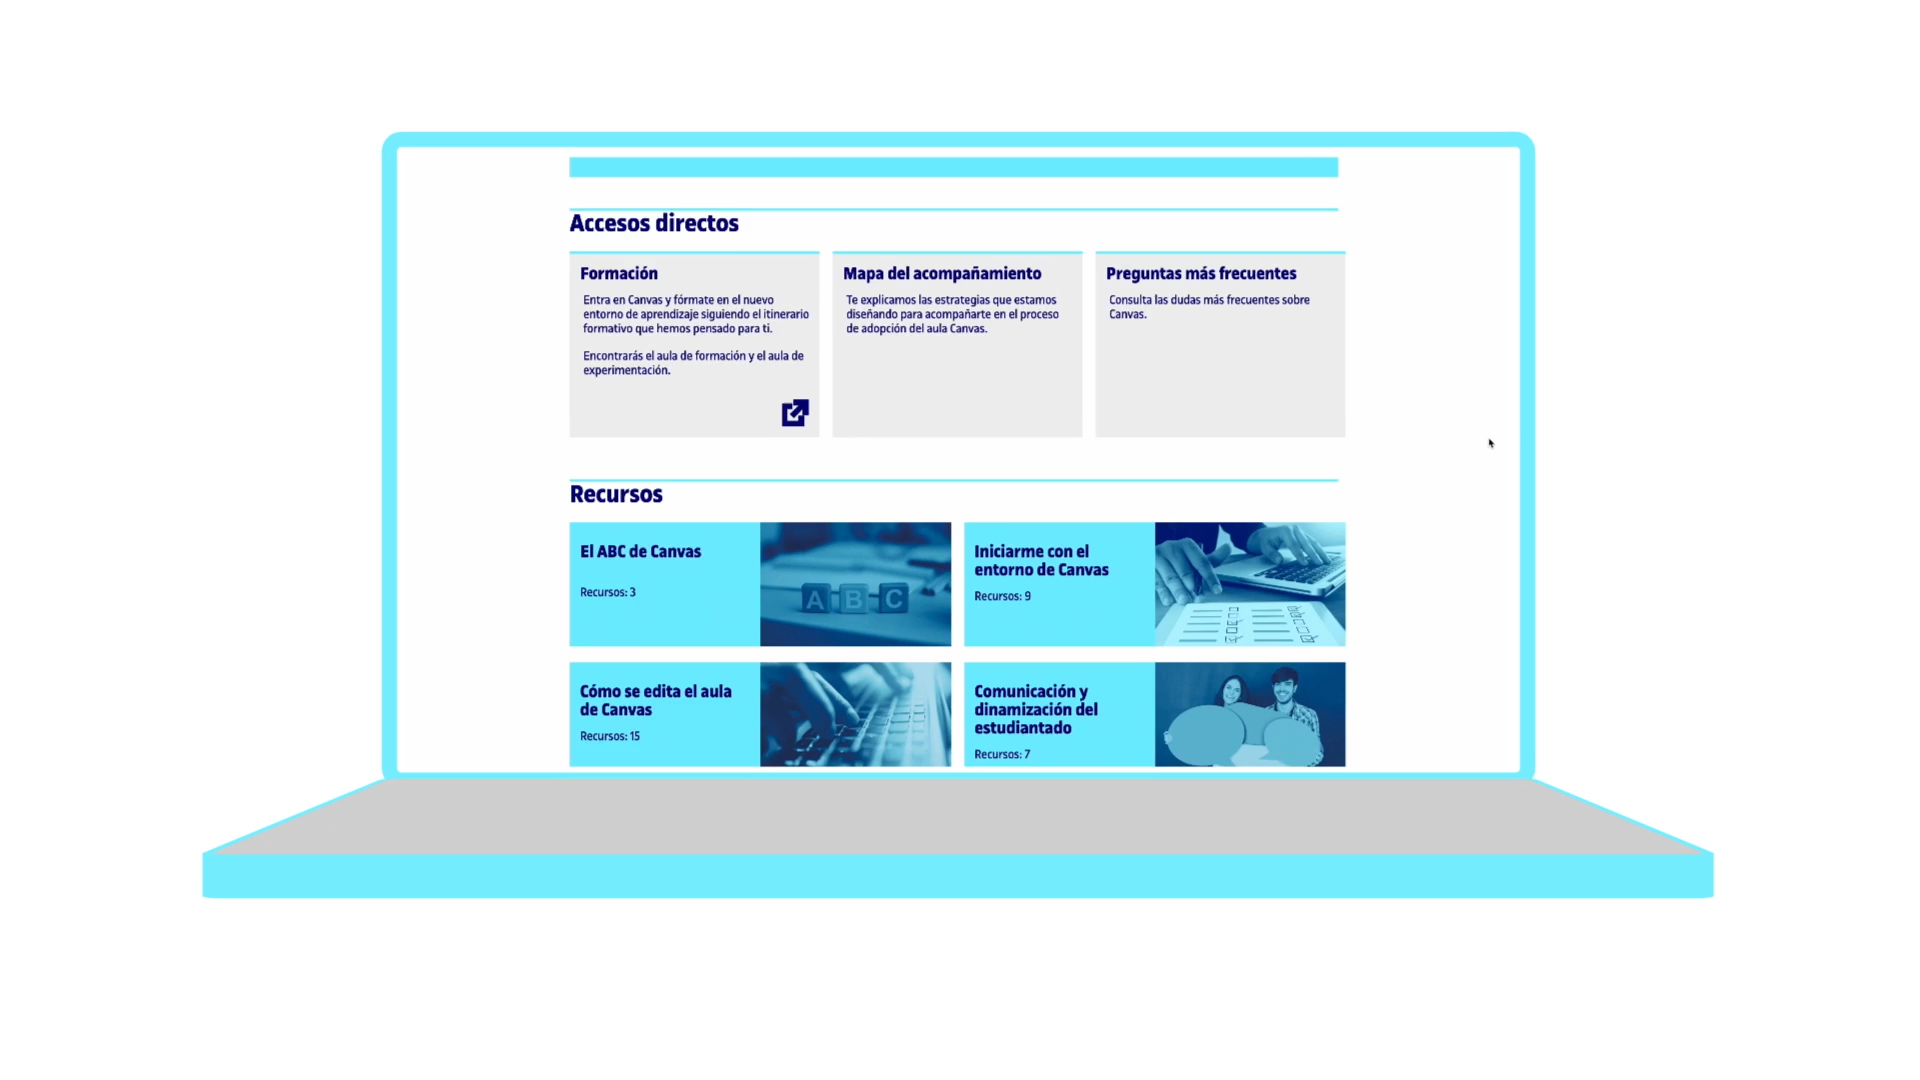 Accesos directos
Formación
Entra en Canvas y fórmate en el nuevo
entorno de aprendizaje siguiendo el itinerario
formativo que hemos pensado para ti.
Encontrarás el aula de formación y el aula de
experimentación.
Mapa del acompañamiento
Te explicamos las estrategias que estamos
diseñando para acompañarte en el proceso
de adopción del aula Canvas.
Preguntas más frecuentes
Consulta las dudas más frecuentes sobre
Canvas.
Recursos
El ABC de Canvas
Recursos: 3
A B C
Iniciarme con el
entorno de Canvas
Recursos: 9
Cómo se edita el aula
de Canvas
Recursos: 15
Comunicación y
dinamización del
estudiantado
Recursos: 7